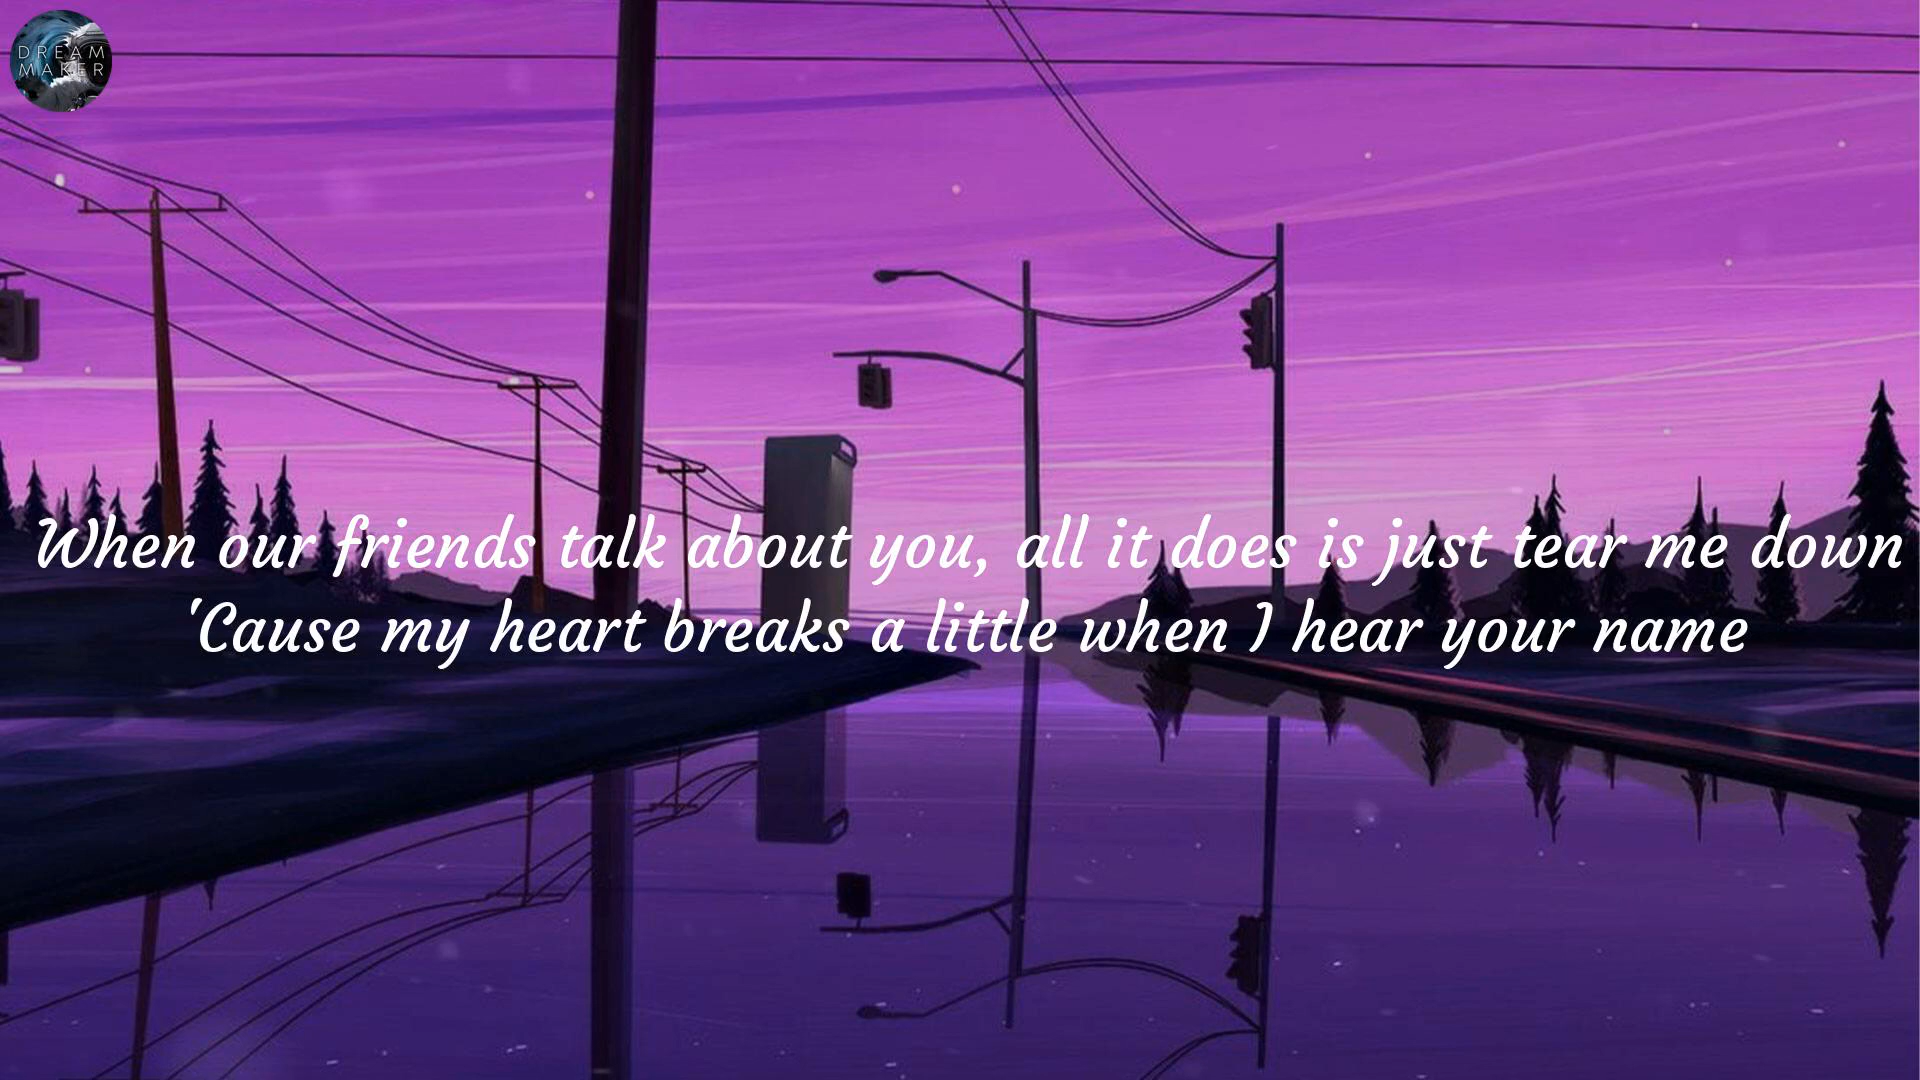 DREAM
MAKER
When our friends talk about you, all it does is just tear me down
'Cause my heart breaks a little when I hear your name